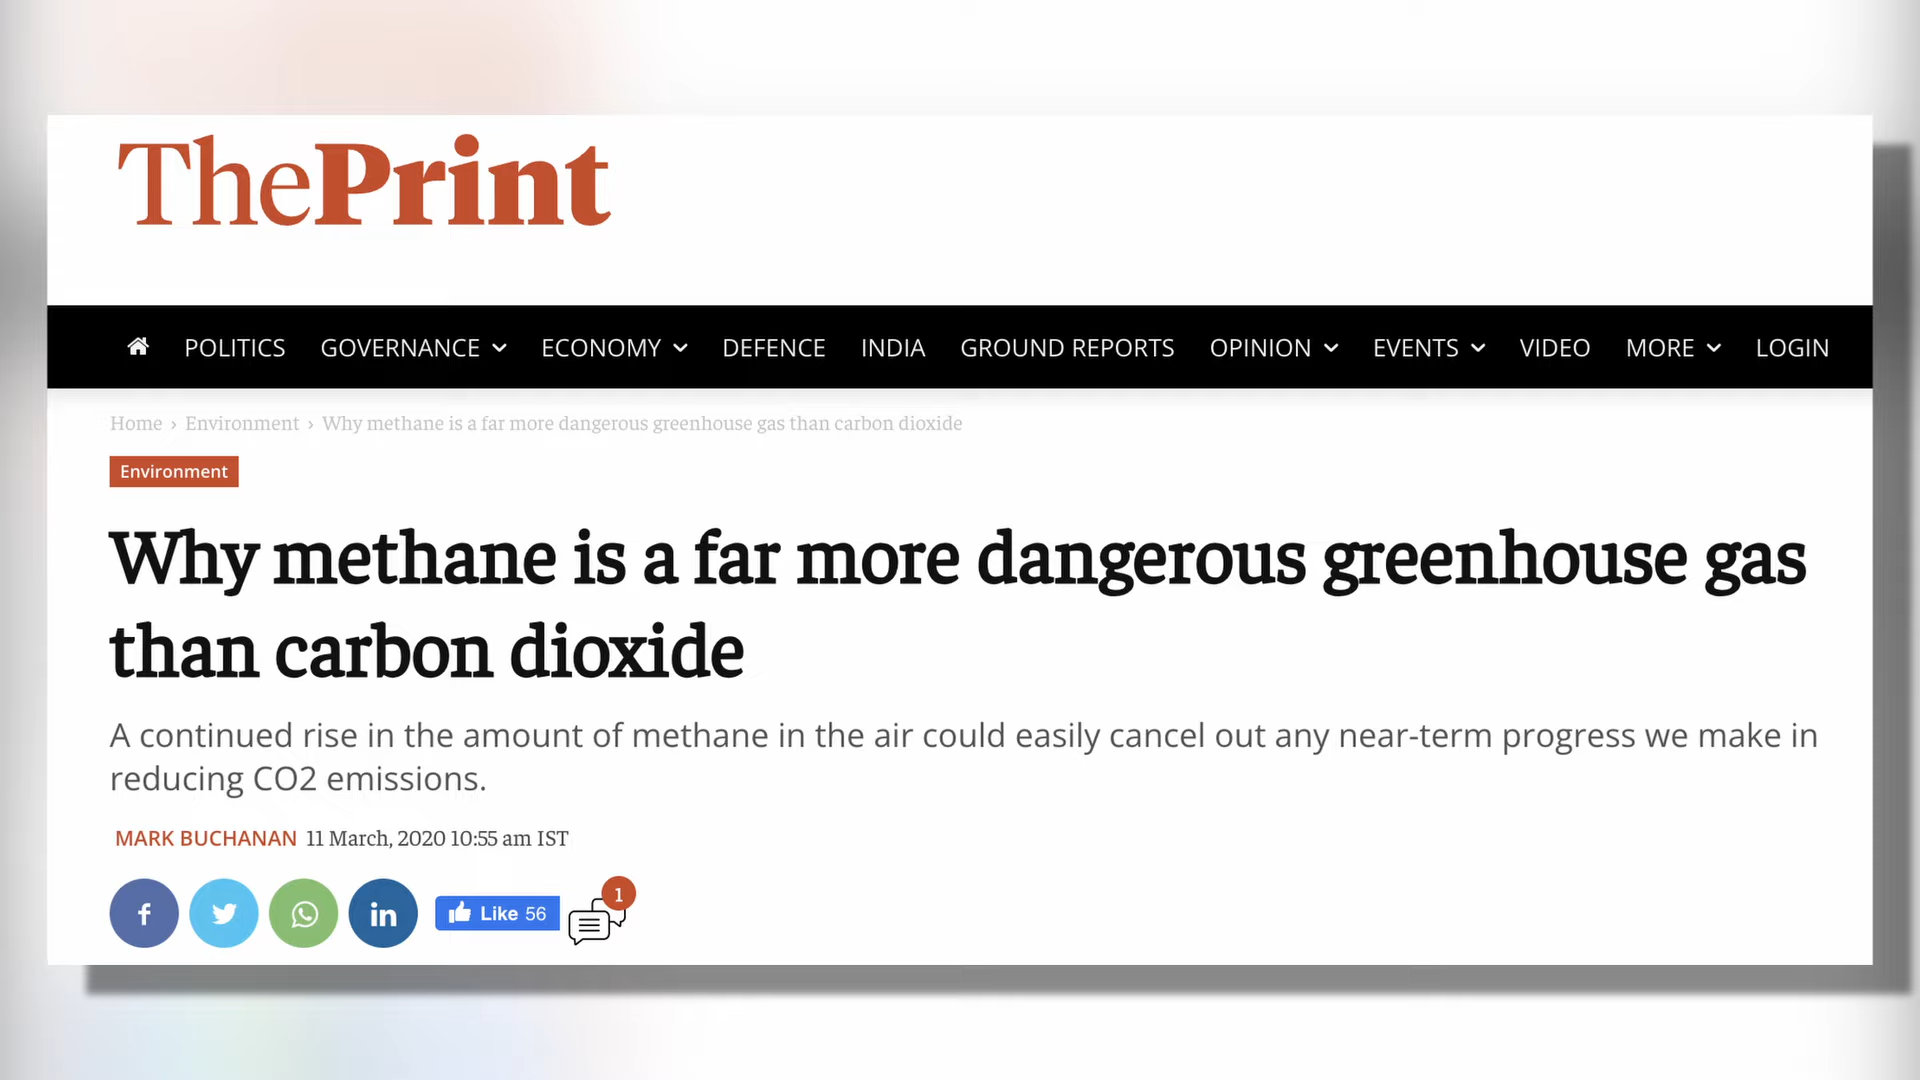 ThePrint
POLITICS GOVERNANCE ECONOMY DEFENCE INDIA GROUND REPORTS OPINION EVENTS VIDEO MORE LOGIN
Home › Environment › Why methane is a far more dangerous greenhouse gas than carbon dioxide
Environment
Why methane is a far more dangerous greenhouse gas
than carbon dioxide
A continued rise in the amount of methane in the air could easily cancel out any near-term progress we make in
reducing CO2 emissions.
MARK BUCHANAN 11 March, 2020 10:55 am IST
f in Like 56 1